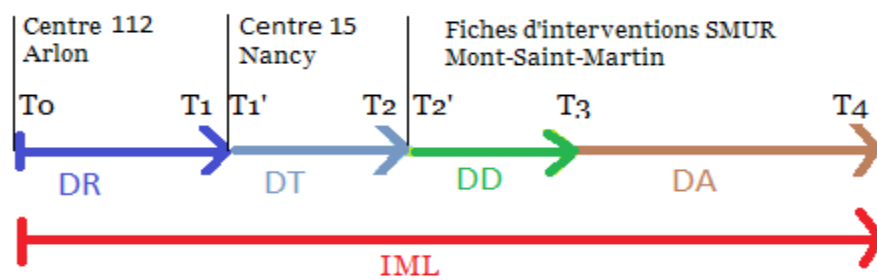 Centre 112
Arlon
Centre 15
Nancy
Fiches d'interventions SMUR
Mont-Saint-Martin
T0 T1 T1' T2 T2' T3 T4
DR DT DD DA
IML